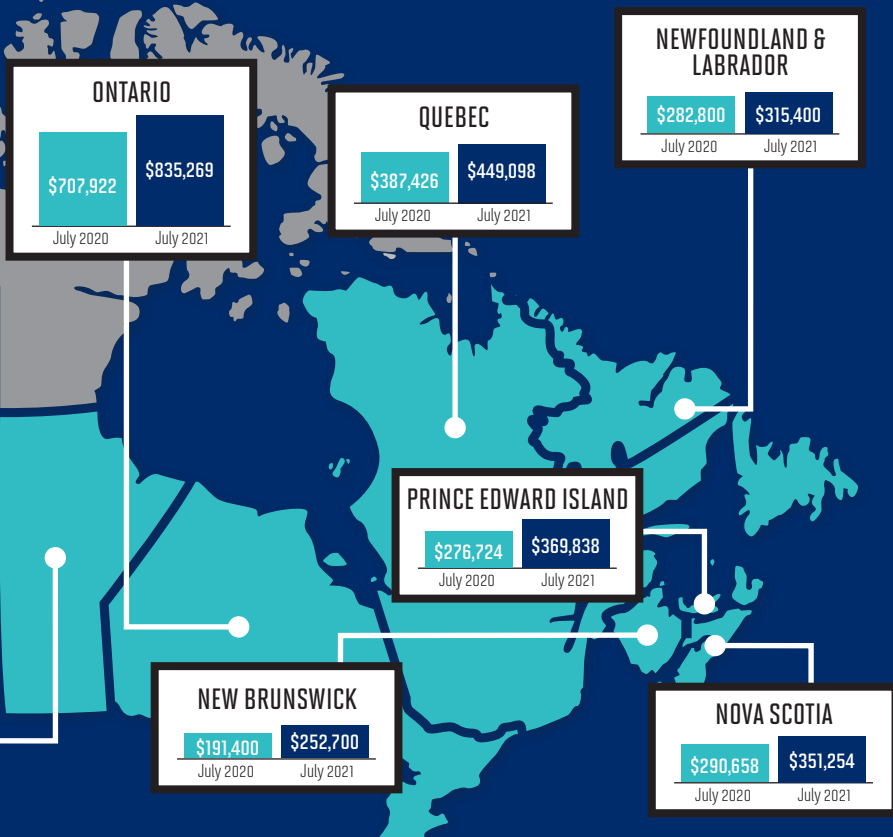 ONTARIO
$707,922 $835,269
July 2020 July 2021
QUEBEC
$387,426 $449,098
July 2020 July 2021
NEWFOUNDLAND &
LABRADOR
$282,800 $315,400
July 2020 July 2021
PRINCE EDWARD ISLAND
$276,724 $369,838
July 2020 July 2021
NEW BRUNSWICK
$191,400 $252,700
July 2020 July 2021
NOVA SCOTIA
$290,658 $351,254
July 2020 July 2021